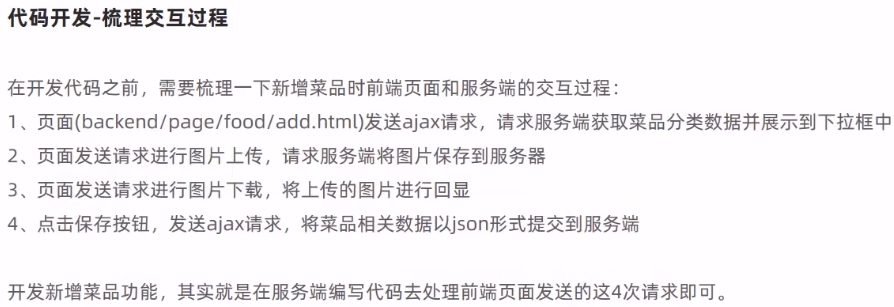 代码开发-梳理交互过程
在开发代码之前，需要梳理一下新增菜品时前端页面和服务端的交互过程：
1、页面(backend/page/food/add.html)发送ajax请求，请求服务端获取菜品分类数据并展示到下拉框中
2、页面发送请求进行图片上传，请求服务端将图片保存到服务器
3、页面发送请求进行图片下载，将上传的图片进行回显
4、点击保存按钮，发送ajax请求，将菜品相关数据以json形式提交到服务端
开发新增菜品功能，其实就是在服务端编写代码去处理前端页面发送的这4次请求即可。